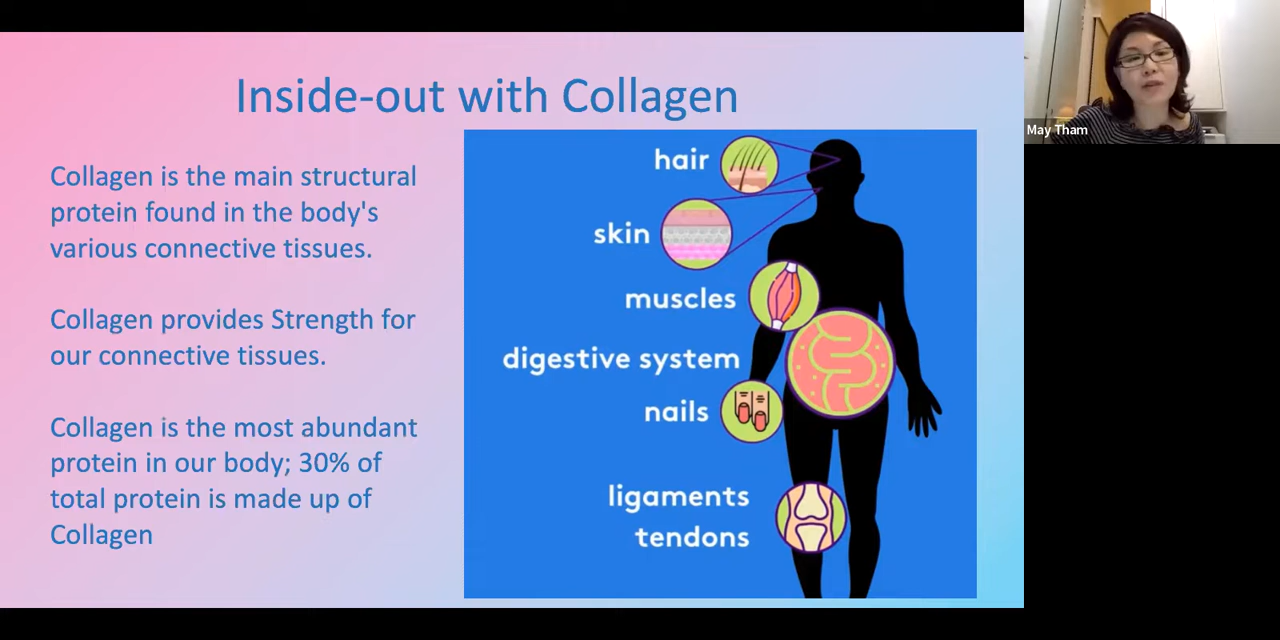 Inside-out with Collagen
Collagen is the main structural
protein found in the body's
various connective tissues.
Collagen provides Strength for
our connective tissues.
Collagen is the most abundant
protein in our body; 30% of
total protein is made up of
Collagen
hair
skin
muscles
digestive system
nails
ligaments
tendons
May Tham